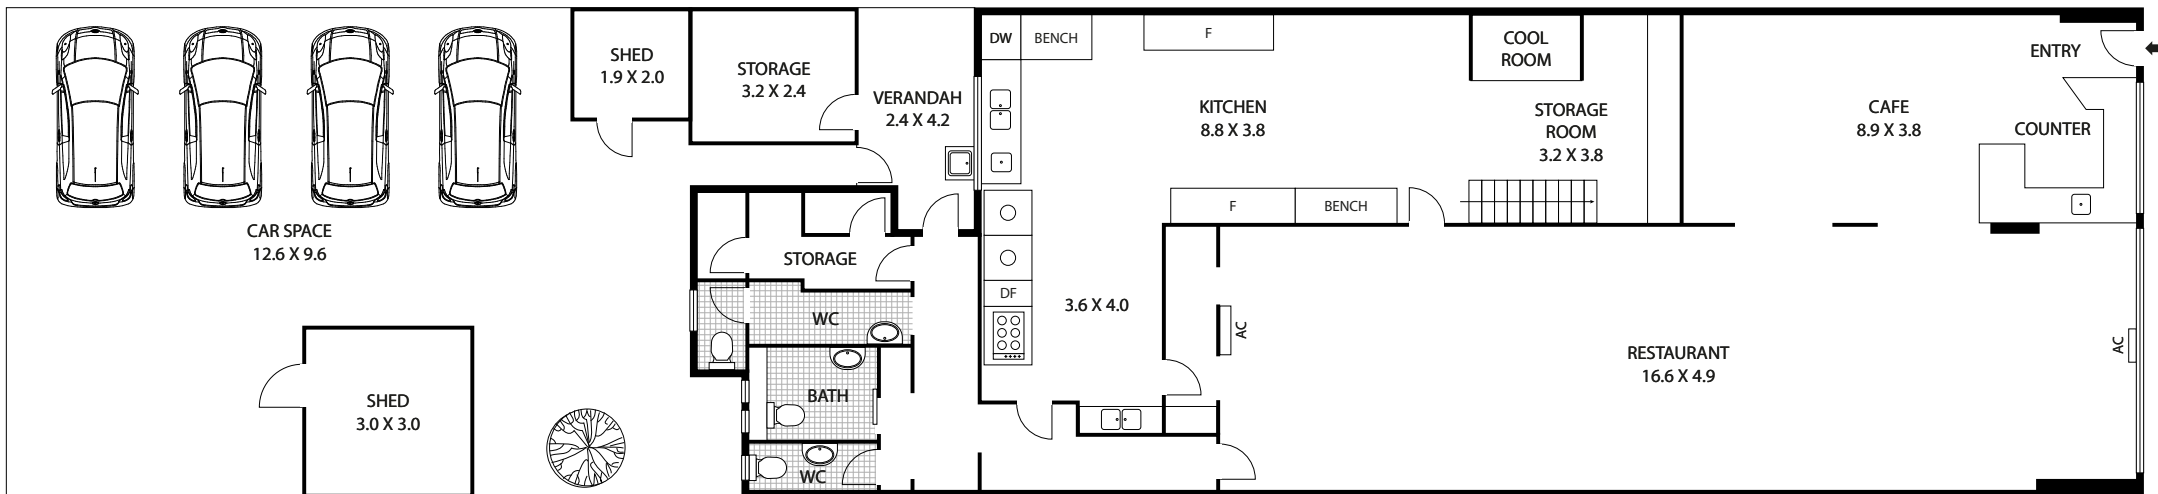 SHED
1.9 X 2.0
STORAGE
3.2 X 2.4
VERANDAH
2.4 X 4.2
DW
BENCH
F
KITCHEN
8.8 X 3.8
F
BENCH
COOL
ROOM
STORAGE
ROOM
3.2 X 3.8
CAFE
8.9 X 3.8
ENTRY
COUNTER
CAR SPACE
12.6 X 9.6
STORAGE
WC
DF
3.6 X 4.0
AC
RESTAURANT
16.6 X 4.9
AC
SHED
3.0 X 3.0
BATH
WC